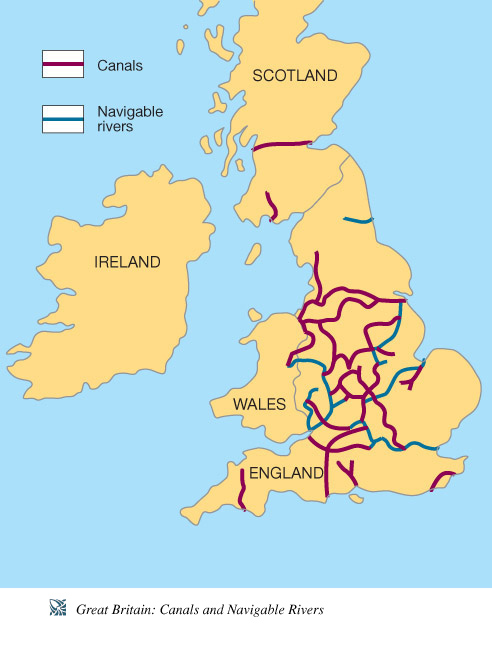 Canals
Navigable
rivers
SCOTLAND
IRELAND
WALES
ENGLAND
Great Britain: Canals and Navigable Rivers